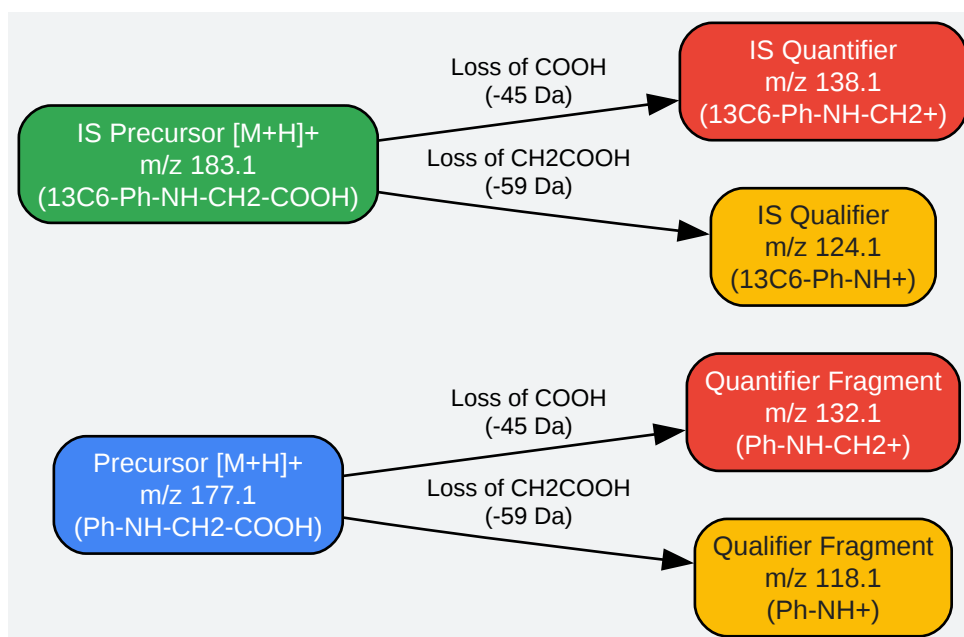 IS Precursor [M+H]+
m/z 183.1
(13C6-Ph-NH-CH2-COOH)
Loss of COOH
(-45 Da)
Loss of CH2COOH
(-59 Da)
IS Quantifier
m/z 138.1
(13C6-Ph-NH-CH2+)
IS Qualifier
m/z 124.1
(13C6-Ph-NH+)
Precursor [M+H]+
m/z 177.1
(Ph-NH-CH2-COOH)
Loss of COOH
(-45 Da)
Loss of CH2COOH
(-59 Da)
Quantifier Fragment
m/z 132.1
(Ph-NH-CH2+)
Qualifier Fragment
m/z 118.1
(Ph-NH+)